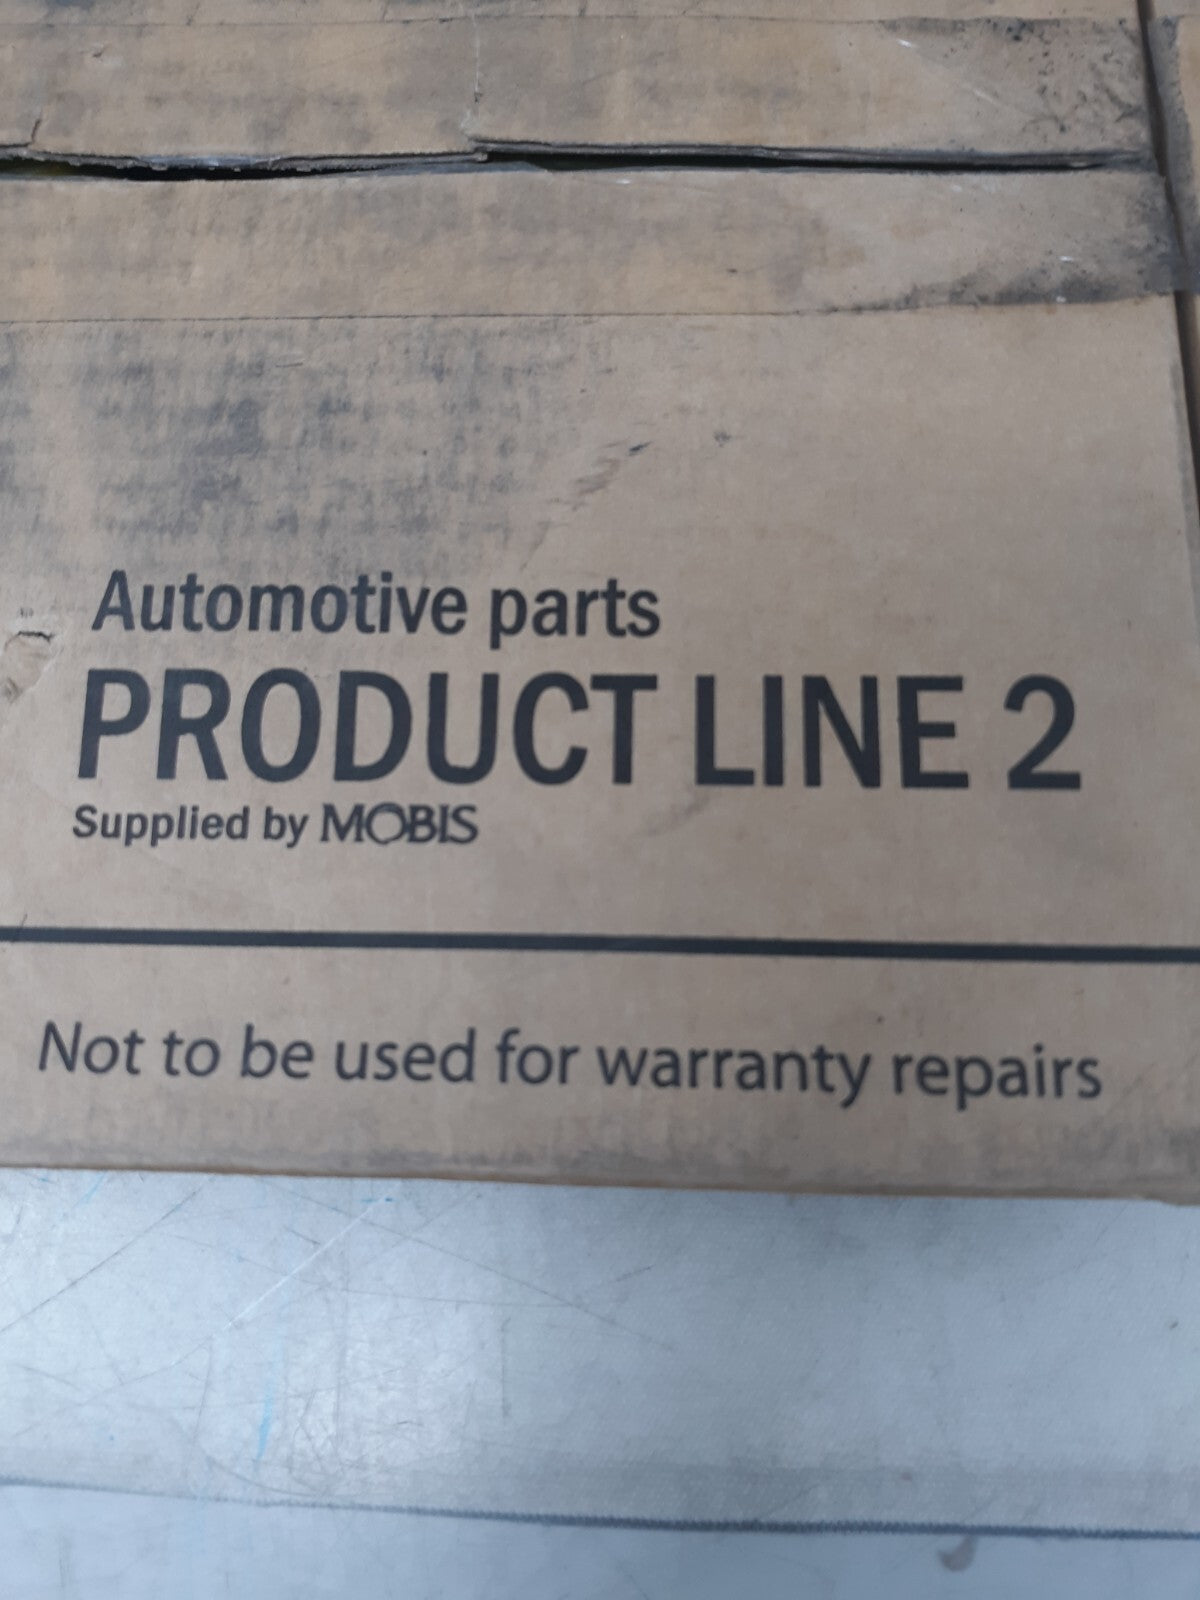 Automotive parts
PRODUCT LINE 2
Supplied by MOBIS
Not to be used for warranty repairs